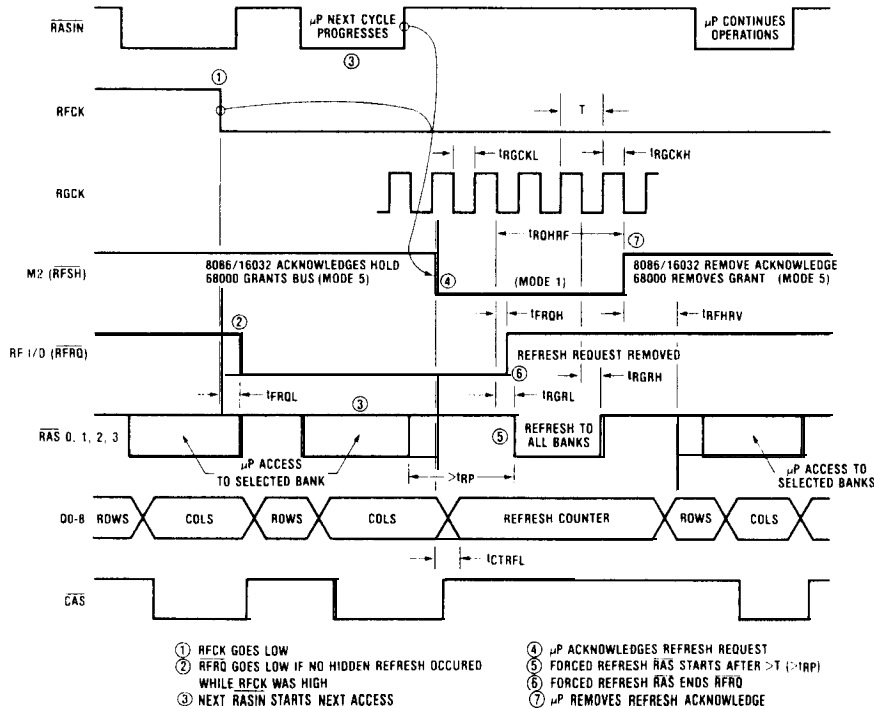 RASIN
μP NEXT CYCLE
PROGRESSES
③
μP CONTINUES
OPERATIONS
①
RFCK
T
tRGCKL
tRGCKH
RGCK
tRQHRF
⑦
M2 (RFSH)
8086/16032 ACKNOWLEDGES HOLD
68000 GRANTS BUS (MODE 5)
④
(MODE 1)
8086/16032 REMOVE ACKNOWLEDGE
68000 REMOVES GRANT (MODE 5)
②
tFRQH
tRFHRV
RF I/O (RFRQ)
REFRESH REQUEST REMOVED
⑥
tFRQL
③
tRGRL
tRGRH
RAS 0, 1, 2, 3
⑤
REFRESH TO
ALL BANKS
μP ACCESS
TO SELECTED BANK
>tRP
μP ACCESS TO
SELECTED BANKS
Q0-8
ROWS
COLS
ROWS
COLS
REFRESH COUNTER
ROWS
COLS
tCTRFL
CAS
① RFCK GOES LOW
② RFRQ GOES LOW IF NO HIDDEN REFRESH OCCURED
WHILE RFCK WAS HIGH
③ NEXT RASIN STARTS NEXT ACCESS
④ μP ACKNOWLEDGES REFRESH REQUEST
⑤ FORCED REFRESH RAS STARTS AFTER >T (>tRP)
⑥ FORCED REFRESH RAS ENDS RFRQ
⑦ μP REMOVES REFRESH ACKNOWLEDGE